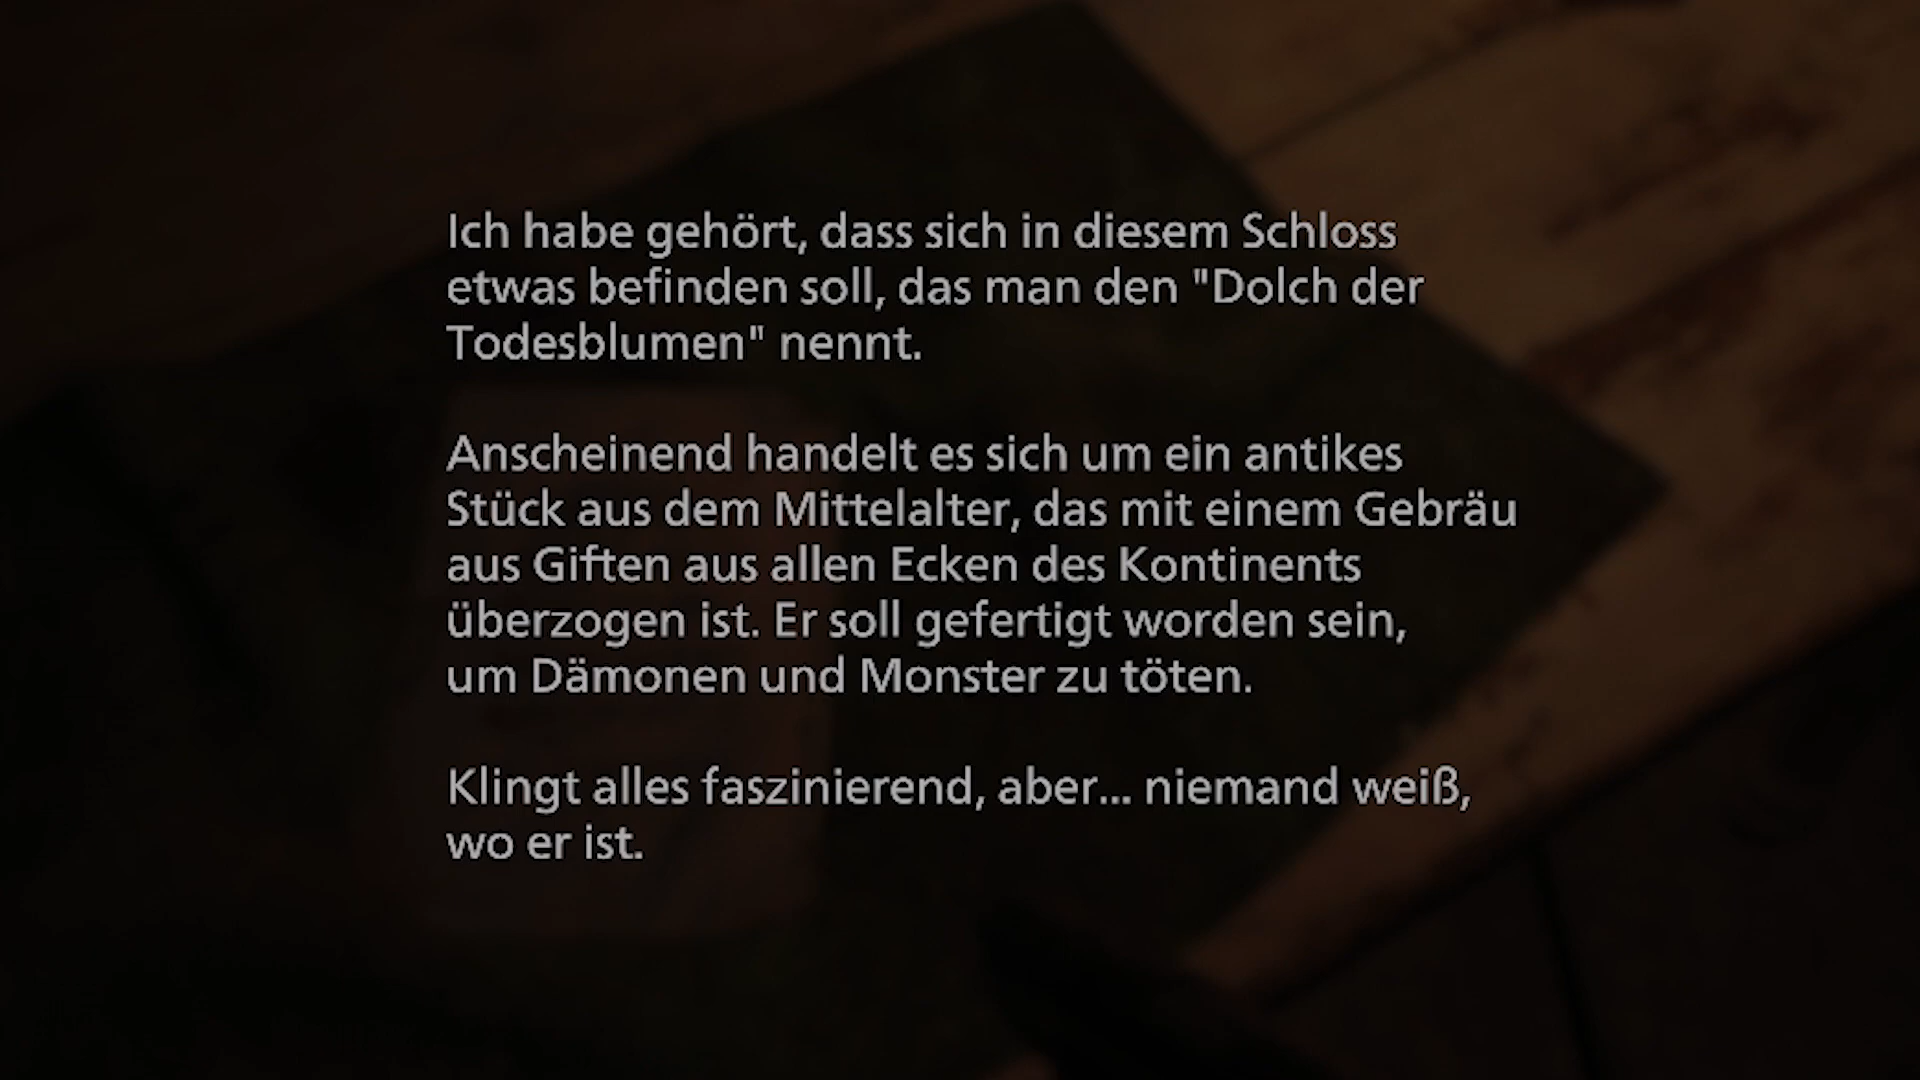 Ich habe gehört, dass sich in diesem Schloss
etwas befinden soll, das man den "Dolch der
Todesblumen" nennt.
Anscheinend handelt es sich um ein antikes
Stück aus dem Mittelalter, das mit einem Gebräu
aus Giften aus allen Ecken des Kontinents
überzogen ist. Er soll gefertigt worden sein,
um Dämonen und Monster zu töten.
Klingt alles faszinierend, aber... niemand weiß,
wo er ist.